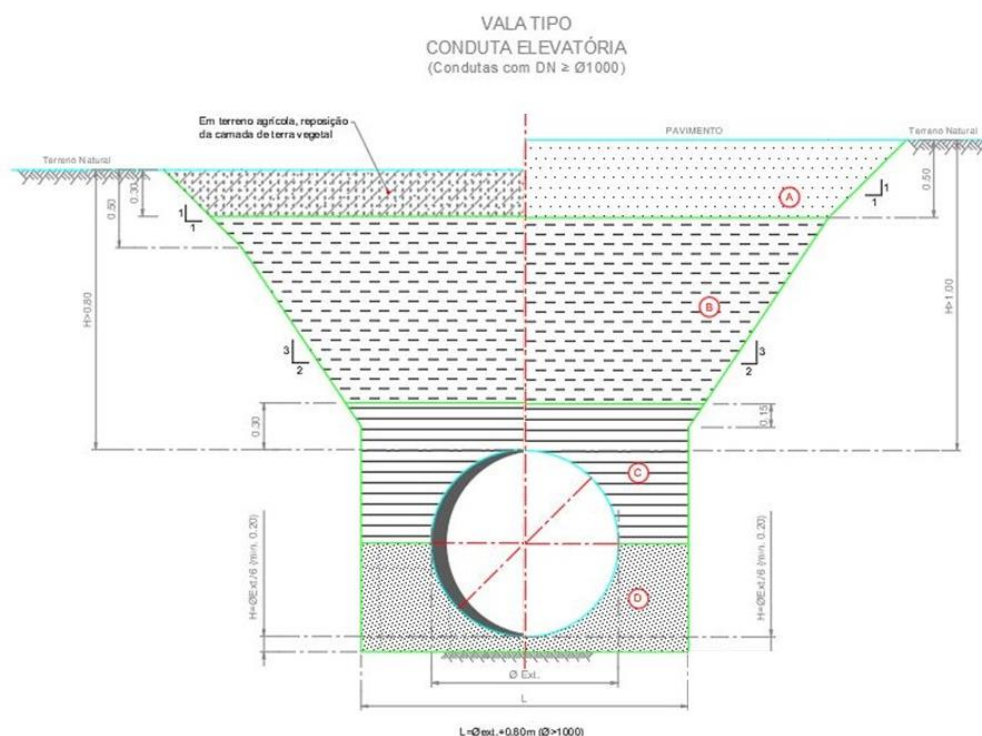 VALA TIPO
CONDUTA ELEVATÓRIA
(Condutas com DN ≥ Ø1000)
Em terreno agrícola, reposição
da camada de terra vegetal
PAVIMENTO
Terreno Natural
Terreno Natural
0.30
0.50
0.50
1
1
1
1
A
B
H>0.80
H>1.00
3
2
3
2
0.30
0.15
C
H=ØExt/6 (min. 0.20)
H=ØExt/6 (min. 0.20)
D
Ø Ext.
L
L=Øext.+0.80m (Ø>1000)